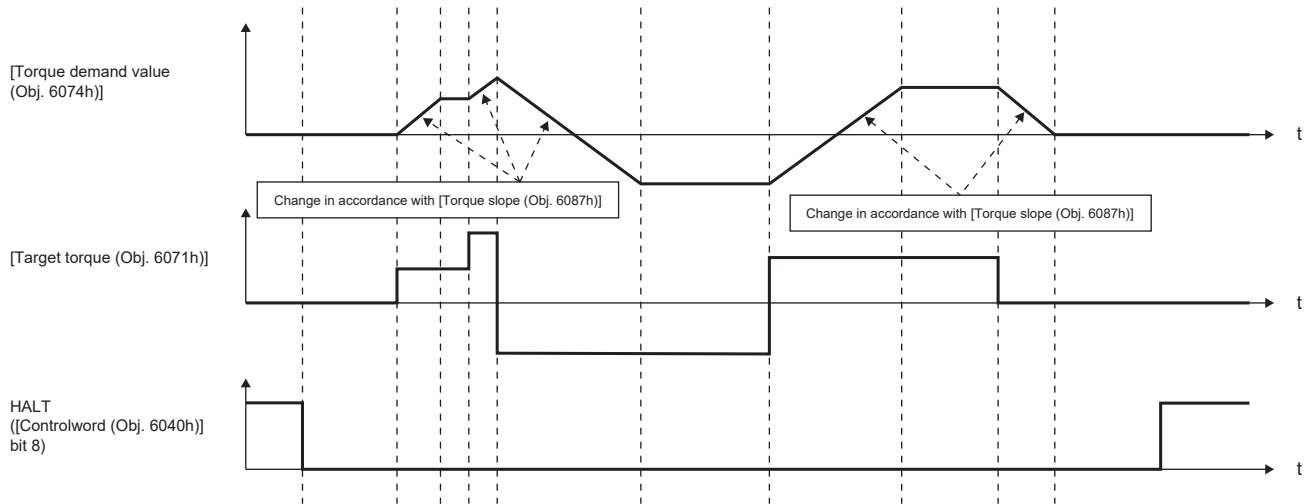 [Torque demand value
(Obj. 6074h)]
t
Change in accordance with [Torque slope (Obj. 6087h)]
Change in accordance with [Torque slope (Obj. 6087h)]
[Target torque (Obj. 6071h)]
t
HALT
([Controlword (Obj. 6040h)]
bit 8)
t